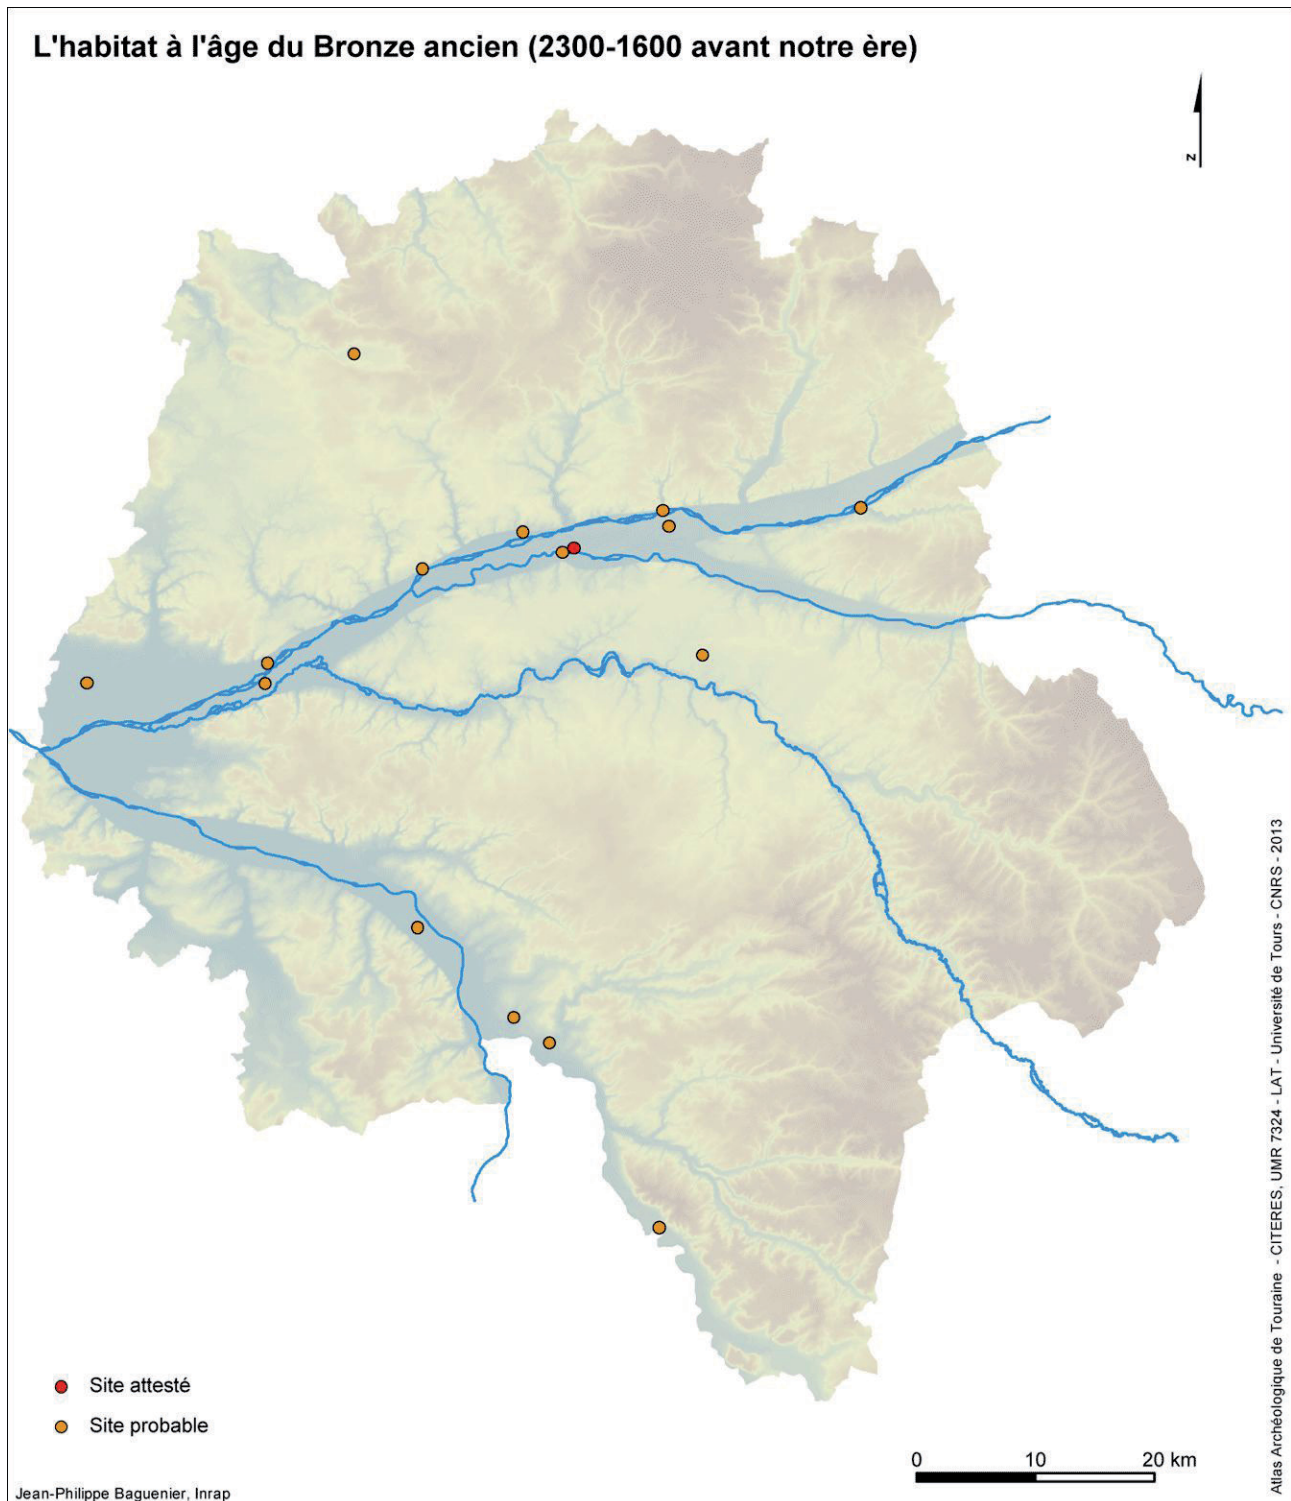 L'habitat à l'âge du Bronze ancien (2300-1600 avant notre ère)
N
Site attesté
Site probable
0 10 20 km
Jean-Philippe Baguenier, Inrap
Atlas Archéologique de Touraine - CITERES, UMR 7324 - LAT - Université de Tours - CNRS - 2013